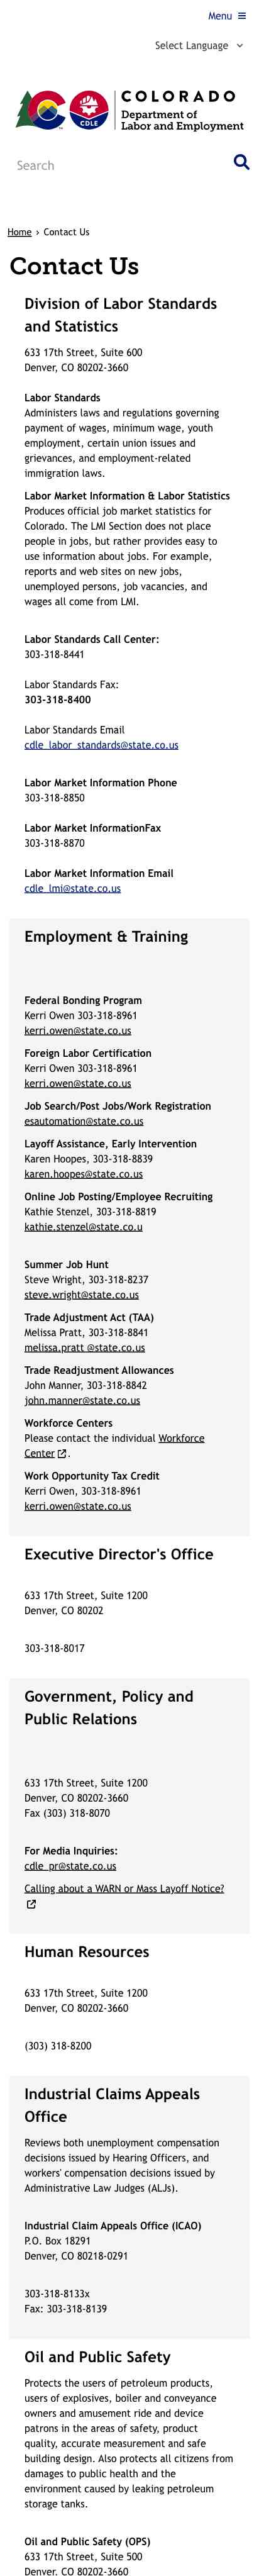 Menu
Select Language
COLORADO
CO
CDLE
Department of
Labor and Employment
Search
Home › Contact Us
Contact Us
Division of Labor Standards
and Statistics
633 17th Street, Suite 600
Denver, CO 80202-3660
Labor Standards
Administers laws and regulations governing
payment of wages, minimum wage, youth
employment, certain union issues and
grievances, and employment-related
immigration laws.
Labor Market Information & Labor Statistics
Produces official job market statistics for
Colorado. The LMI Section does not place
people in jobs, but rather provides easy to
use information about jobs. For example,
reports and web sites on new jobs,
unemployed persons, job vacancies, and
wages all come from LMI.
Labor Standards Call Center:
303-318-8441
Labor Standards Fax:
303-318-8400
Labor Standards Email
cdle_labor_standards@state.co.us
Labor Market Information Phone
303-318-8850
Labor Market InformationFax
303-318-8870
Labor Market Information Email
cdle_lmi@state.co.us
Employment & Training
Federal Bonding Program
Kerri Owen 303-318-8961
kerri.owen@state.co.us
Foreign Labor Certification
Kerri Owen 303-318-8961
kerri.owen@state.co.us
Job Search/Post Jobs/Work Registration
esautomation@state.co.us
Layoff Assistance, Early Intervention
Karen Hoopes, 303-318-8839
karen.hoopes@state.co.us
Online Job Posting/Employee Recruiting
Kathie Stenzel, 303-318-8819
kathie.stenzel@state.co.u
Summer Job Hunt
Steve Wright, 303-318-8237
steve.wright@state.co.us
Trade Adjustment Act (TAA)
Melissa Pratt, 303-318-8841
melissa.pratt @state.co.us
Trade Readjustment Allowances
John Manner, 303-318-8842
john.manner@state.co.us
Workforce Centers
Please contact the individual Workforce
Center.
Work Opportunity Tax Credit
Kerri Owen, 303-318-8961
kerri.owen@state.co.us
Executive Director's Office
633 17th Street, Suite 1200
Denver, CO 80202
303-318-8017
Government, Policy and
Public Relations
633 17th Street, Suite 1200
Denver, CO 80202-3660
Fax (303) 318-8070
For Media Inquiries:
cdle_pr@state.co.us
Calling about a WARN or Mass Layoff Notice?
Human Resources
633 17th Street, Suite 1200
Denver, CO 80202-3660
(303) 318-8200
Industrial Claims Appeals
Office
Reviews both unemployment compensation
decisions issued by Hearing Officers, and
workers' compensation decisions issued by
Administrative Law Judges (ALJs).
Industrial Claim Appeals Office (ICAO)
P.O. Box 18291
Denver, CO 80218-0291
303-318-8133x
Fax: 303-318-8139
Oil and Public Safety
Protects the users of petroleum products,
users of explosives, boiler and conveyance
owners and amusement ride and device
patrons in the areas of safety, product
quality, accurate measurement and safe
building design. Also protects all citizens from
damages to public health and the
environment caused by leaking petroleum
storage tanks.
Oil and Public Safety (OPS)
633 17th Street, Suite 500
Denver, CO 80202-3660